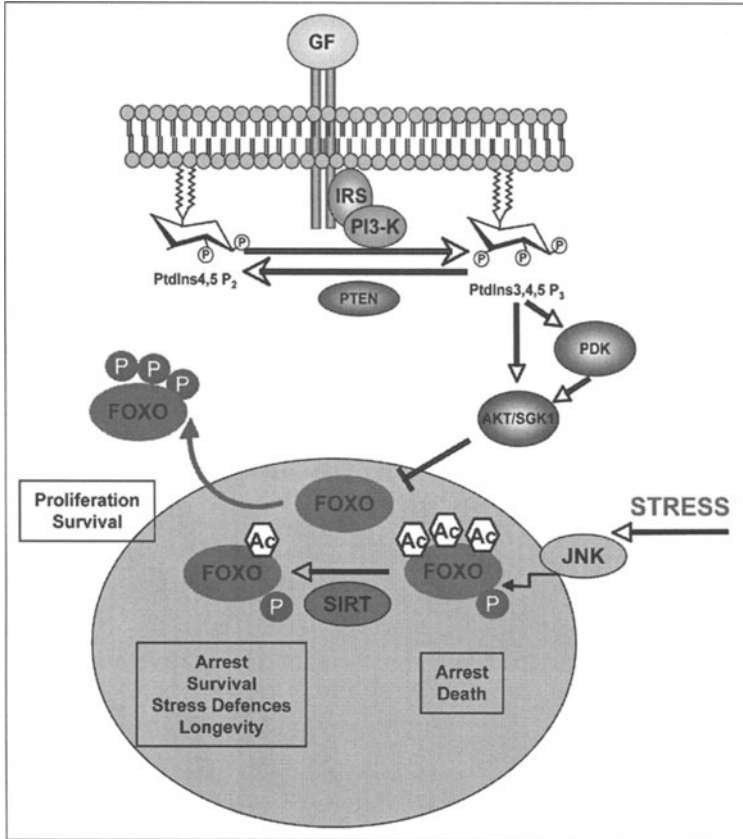 GF
IRS
PI3-K
P
P
P
P
P
PtdIns4,5 P2
PTEN
PtdIns3,4,5 P3
PDK
AKT/SGK1
P
P
P
FOXO
FOXO
Proliferation
Survival
STRESS
JNK
Ac
Ac
Ac
Ac
FOXO
FOXO
P
SIRT
P
Arrest
Survival
Stress Defences
Longevity
Arrest
Death